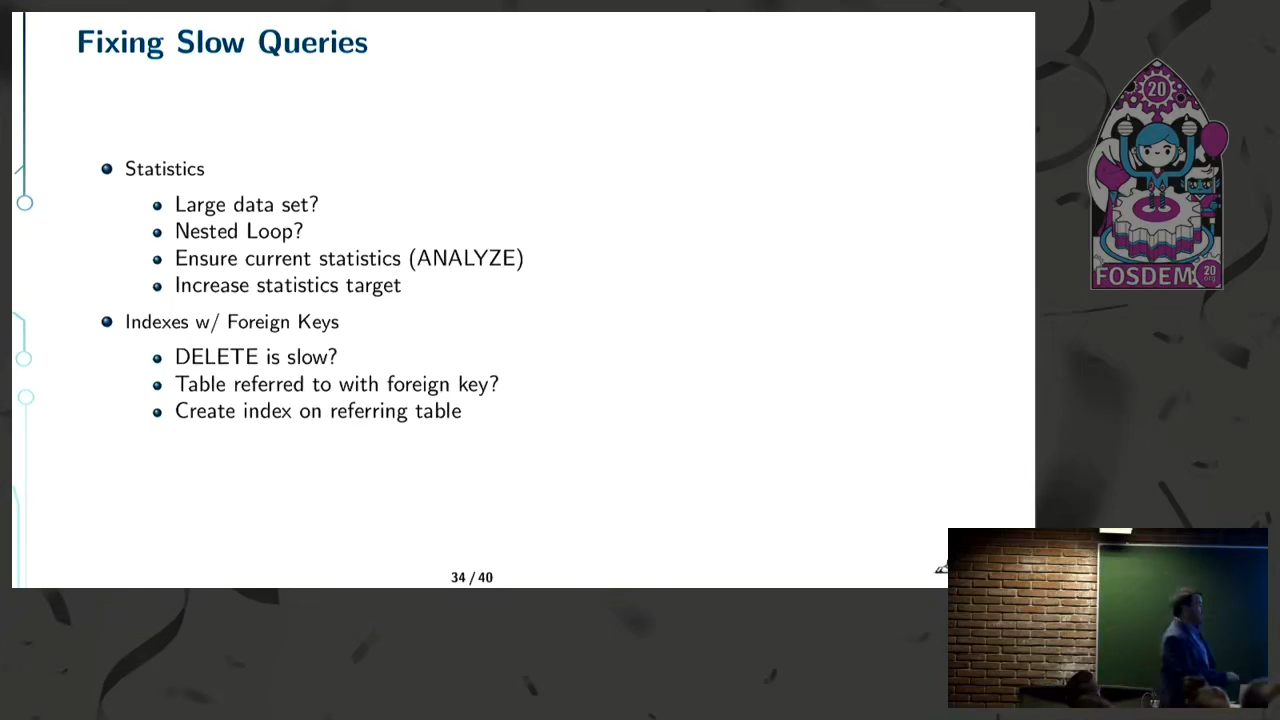 Fixing Slow Queries
Statistics
Large data set?
Nested Loop?
Ensure current statistics (ANALYZE)
Increase statistics target
Indexes w/ Foreign Keys
DELETE is slow?
Table referred to with foreign key?
Create index on referring table
34 / 40
20
FOSDEM
20
.org